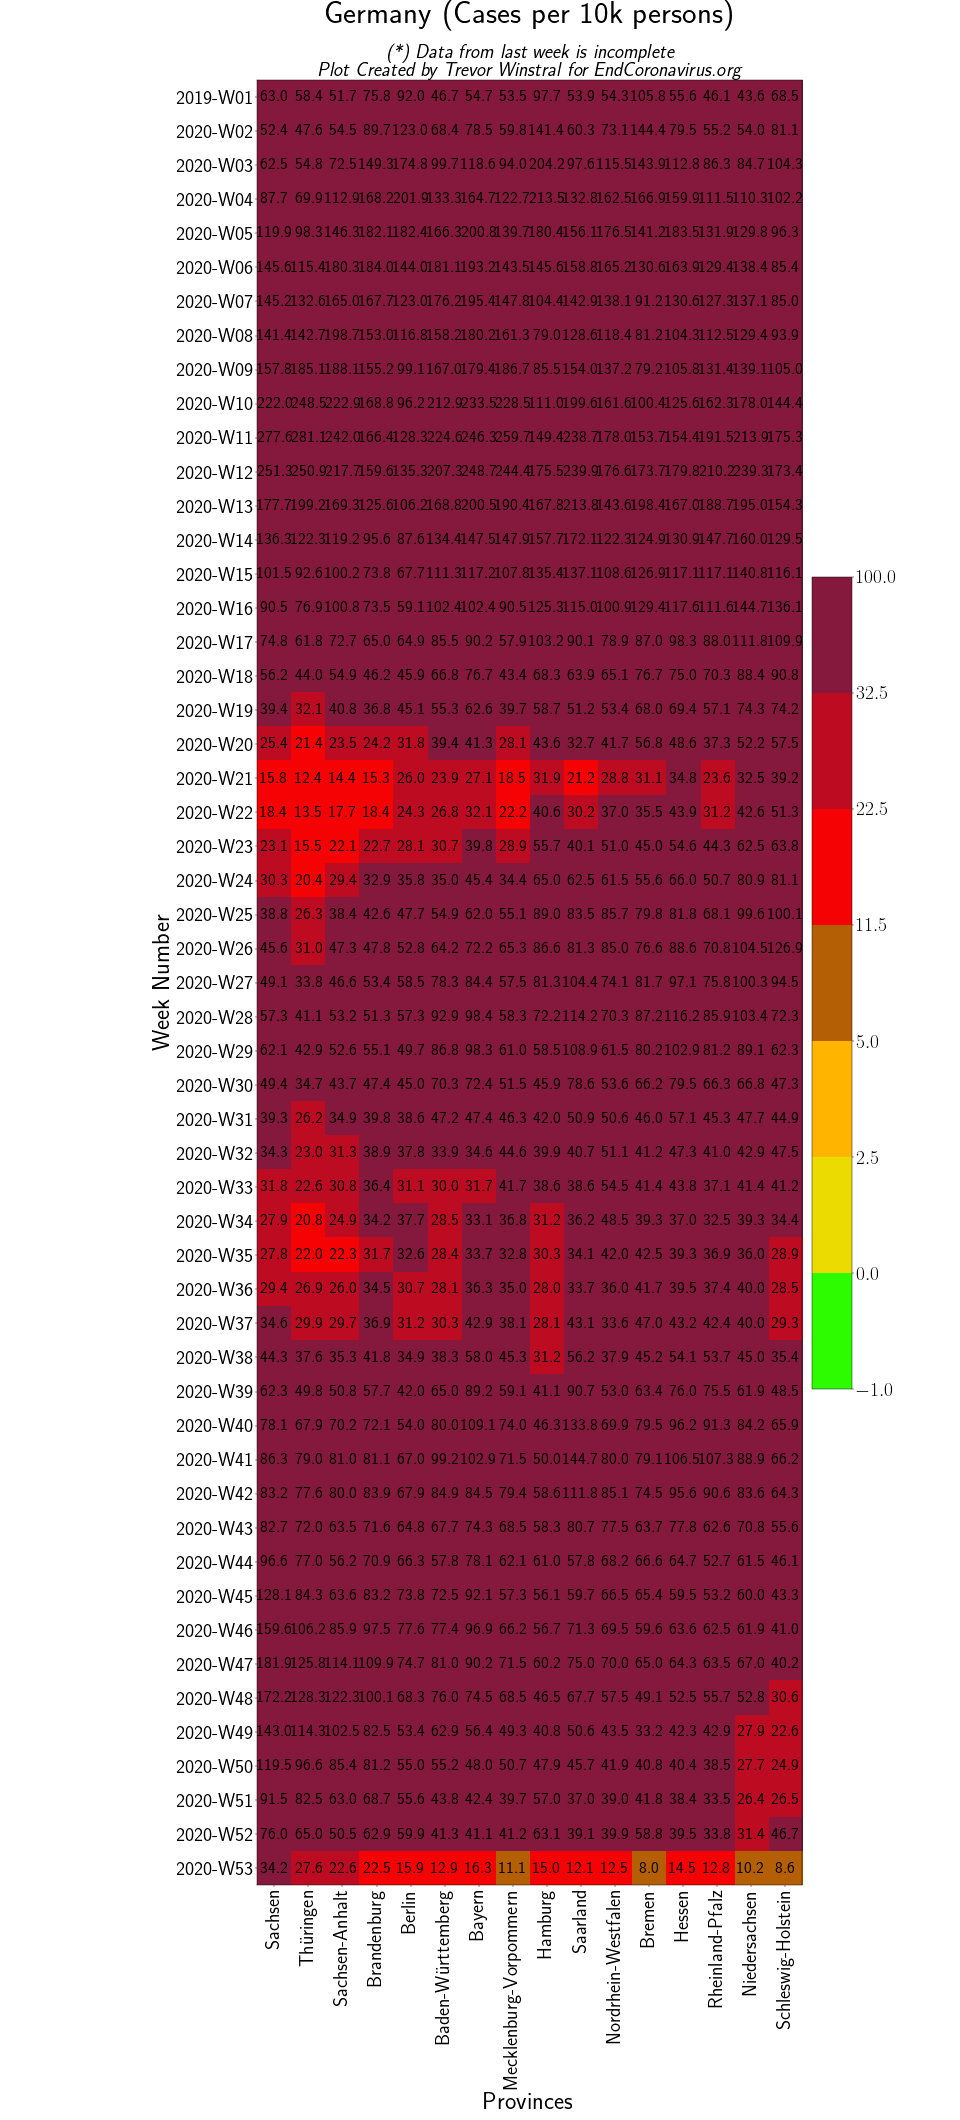 Germany (Cases per 10k persons)
(*) Data from last week is incomplete
Plot Created by Trevor Winstral for EndCoronavirus.org
2019-W01 63.0 58.4 51.7 75.8 92.0 46.7 54.7 53.5 97.7 53.9 54.3 105.8 55.6 46.1 43.6 68.5
2020-W02 52.4 47.6 54.5 89.7 123.0 68.4 78.5 59.8 141.4 60.3 73.1 144.4 79.5 55.2 54.0 81.1
2020-W03 62.5 54.8 72.5 149.3 174.8 99.7 118.6 94.0 204.2 97.6 115.5 143.9 112.8 86.3 84.7 104.3
2020-W04 87.7 69.9 112.9 168.2 201.9 133.3 164.7 122.7 213.5 132.8 162.5 166.9 159.9 111.5 110.3 102.2
2020-W05 119.9 98.3 146.3 182.1 182.4 166.3 200.8 139.7 180.4 156.1 176.5 141.2 183.5 131.9 129.8 96.3
2020-W06 145.6 115.4 180.3 184.0 144.0 181.1 193.2 143.5 145.6 158.8 165.2 130.6 163.9 129.4 138.4 85.4
2020-W07 145.2 132.6 165.0 167.7 123.0 176.2 195.4 147.8 104.4 142.9 138.1 91.2 130.6 127.3 137.1 85.0
2020-W08 141.4 142.7 198.7 153.0 116.8 158.2 180.2 161.3 79.0 128.6 118.4 81.2 104.3 112.5 129.4 93.9
2020-W09 157.8 185.1 188.1 155.2 99.1 167.0 179.4 186.7 85.5 154.0 137.2 79.2 105.8 131.4 139.1 105.0
2020-W10 222.0 248.5 222.9 168.8 96.2 212.9 233.5 228.5 111.0 199.6 161.6 100.4 125.6 162.3 178.0 144.4
2020-W11 277.6 281.1 242.0 166.4 128.3 224.6 246.3 259.7 149.4 238.7 178.0 153.7 154.4 191.5 213.9 175.3
2020-W12 251.3 250.9 217.7 159.6 135.3 207.3 248.7 244.4 175.5 239.9 176.6 173.7 179.8 210.2 239.3 173.4
2020-W13 177.7 199.2 169.3 125.6 106.2 168.8 200.5 190.4 167.8 213.8 143.6 198.4 167.0 188.7 195.0 154.3
2020-W14 136.3 122.3 119.2 95.6 87.6 134.4 147.5 147.9 157.7 172.1 122.3 124.9 130.9 147.7 160.0 129.5
2020-W15 101.5 92.6 100.2 73.8 67.7 111.3 117.2 107.8 135.4 137.1 108.6 126.9 117.1 117.1 140.8 116.1
2020-W16 90.5 76.9 100.8 73.5 59.1 102.4 102.4 90.5 125.3 115.0 100.9 129.4 117.6 111.6 144.7 136.1
2020-W17 74.8 61.8 72.7 65.0 64.9 85.5 90.2 57.9 103.2 90.1 78.9 87.0 98.3 88.0 111.8 109.9
2020-W18 56.2 44.0 54.9 46.2 45.9 66.8 76.7 43.4 68.3 63.9 65.1 76.7 75.0 70.3 88.4 90.8
2020-W19 39.4 32.1 40.8 36.8 45.1 55.3 62.6 39.7 58.7 51.2 53.4 68.0 69.4 57.1 74.3 74.2
2020-W20 25.4 21.4 23.5 24.2 31.8 39.4 41.3 28.1 43.6 32.7 41.7 56.8 48.6 37.3 52.2 57.5
2020-W21 15.8 12.4 14.4 15.3 26.0 23.9 27.1 18.5 31.9 21.2 28.8 31.1 34.8 23.6 32.5 39.2
2020-W22 18.4 13.5 17.7 18.4 24.3 26.8 32.1 22.2 40.6 30.2 37.0 35.5 43.9 31.2 42.6 51.3
2020-W23 23.1 15.5 22.1 22.7 28.1 30.7 39.8 28.9 55.7 40.1 51.0 45.0 54.6 44.3 62.5 63.8
2020-W24 30.3 20.4 29.4 32.9 35.8 35.0 45.4 34.4 65.0 62.5 61.5 55.6 66.0 50.7 80.9 81.1
2020-W25 38.8 26.3 38.4 42.6 47.7 54.9 62.0 55.1 89.0 83.5 85.7 79.8 81.8 68.1 99.6 100.1
2020-W26 45.6 31.0 47.3 47.8 52.8 64.2 72.2 65.3 86.6 81.3 85.0 76.6 88.6 70.8 104.5 126.9
2020-W27 49.1 33.8 46.6 53.4 58.5 78.3 84.4 57.5 81.3 104.4 74.1 81.7 97.1 75.8 100.3 94.5
2020-W28 57.3 41.1 53.2 51.3 57.3 92.9 98.4 58.3 72.2 114.2 70.3 87.2 116.2 85.9 103.4 72.3
2020-W29 62.1 42.9 52.6 55.1 49.7 86.8 98.3 61.0 58.5 108.9 61.5 80.2 102.9 81.2 89.1 62.3
2020-W30 49.4 34.7 43.7 47.4 45.0 70.3 72.4 51.5 45.9 78.6 53.6 66.2 79.5 66.3 66.8 47.3
2020-W31 39.3 26.2 34.9 39.8 38.6 47.2 47.4 46.3 42.0 50.9 50.6 46.0 57.1 45.3 47.7 44.9
2020-W32 34.3 23.0 31.3 38.9 37.8 33.9 34.6 44.6 39.9 40.7 51.1 41.2 47.3 41.0 42.9 47.5
2020-W33 31.8 22.6 30.8 36.4 31.1 30.0 31.7 41.7 38.6 38.6 54.5 41.4 43.8 37.1 41.4 41.2
2020-W34 27.9 20.8 24.9 34.2 37.7 28.5 33.1 36.8 31.2 36.2 48.5 39.3 37.0 32.5 39.3 34.4
2020-W35 27.8 22.0 22.3 31.7 32.6 28.4 33.7 32.8 30.3 34.1 42.0 42.5 39.3 36.9 36.0 28.9
2020-W36 29.4 26.9 26.0 34.5 30.7 28.1 36.3 35.0 28.0 33.7 36.0 41.7 39.5 37.4 40.0 28.5
2020-W37 34.6 29.9 29.7 36.9 31.2 30.3 42.9 38.1 28.1 43.1 33.6 47.0 43.2 42.4 40.0 29.3
2020-W38 44.3 37.6 35.3 41.8 34.9 38.3 58.0 45.3 31.2 56.2 37.9 45.2 54.1 53.7 45.0 35.4
2020-W39 62.3 49.8 50.8 57.7 42.0 65.0 89.2 59.1 41.1 90.7 53.0 63.4 76.0 75.5 61.9 48.5
2020-W40 78.1 67.9 70.2 72.1 54.0 80.0 109.1 74.0 46.3 133.8 69.9 79.5 96.2 91.3 84.2 65.9
2020-W41 86.3 79.0 81.0 81.1 67.0 99.2 102.9 71.5 50.0 144.7 80.0 79.1 106.5 107.3 88.9 66.2
2020-W42 83.2 77.6 80.0 83.9 67.9 84.9 84.5 79.4 58.6 111.8 85.1 74.5 95.6 90.6 83.6 64.3
2020-W43 82.7 72.0 63.5 71.6 64.8 67.7 74.3 68.5 58.3 80.7 77.5 63.7 77.8 62.6 70.8 55.6
2020-W44 96.6 77.0 56.2 70.9 66.3 57.8 78.1 62.1 61.0 57.8 68.2 66.6 64.7 52.7 61.5 46.1
2020-W45 128.1 84.3 63.6 83.2 73.8 72.5 92.1 57.3 56.1 59.7 66.5 65.4 59.5 53.2 60.0 43.3
2020-W46 159.6 106.2 85.9 97.5 77.6 77.4 96.9 66.2 56.7 71.3 69.5 59.6 63.6 62.5 61.9 41.0
2020-W47 181.9 125.8 114.1 109.9 74.7 81.0 90.2 71.5 60.2 75.0 70.0 65.0 64.3 63.5 67.0 40.2
2020-W48 172.2 128.3 122.3 100.1 68.3 76.0 74.5 68.5 46.5 67.7 57.5 49.1 52.5 55.7 52.8 30.6
2020-W49 143.0 114.3 102.5 82.5 53.4 62.9 56.4 49.3 40.8 50.6 43.5 33.2 42.3 42.9 27.9 22.6
2020-W50 119.5 96.6 85.4 81.2 55.0 55.2 48.0 50.7 47.9 45.7 41.9 40.8 40.4 38.5 27.7 24.9
2020-W51 91.5 82.5 63.0 68.7 55.6 43.8 42.4 39.7 57.0 37.0 39.0 41.8 38.4 33.5 26.4 26.5
2020-W52 76.0 65.0 50.5 62.9 59.9 41.3 41.1 41.2 63.1 39.1 39.9 58.8 39.5 33.8 31.4 46.7
2020-W53 34.2 27.6 22.6 22.5 15.9 12.9 16.3 11.1 15.0 12.1 12.5 8.0 14.5 12.8 10.2 8.6
Week Number
Sachsen
Thüringen
Sachsen-Anhalt
Brandenburg
Berlin
Baden-Württemberg
Bayern
Mecklenburg-Vorpommern
Hamburg
Saarland
Nordrhein-Westfalen
Bremen
Hessen
Rheinland-Pfalz
Niedersachsen
Schleswig-Holstein
Provinces
100.0
32.5
22.5
11.5
5.0
2.5
0.0
−1.0